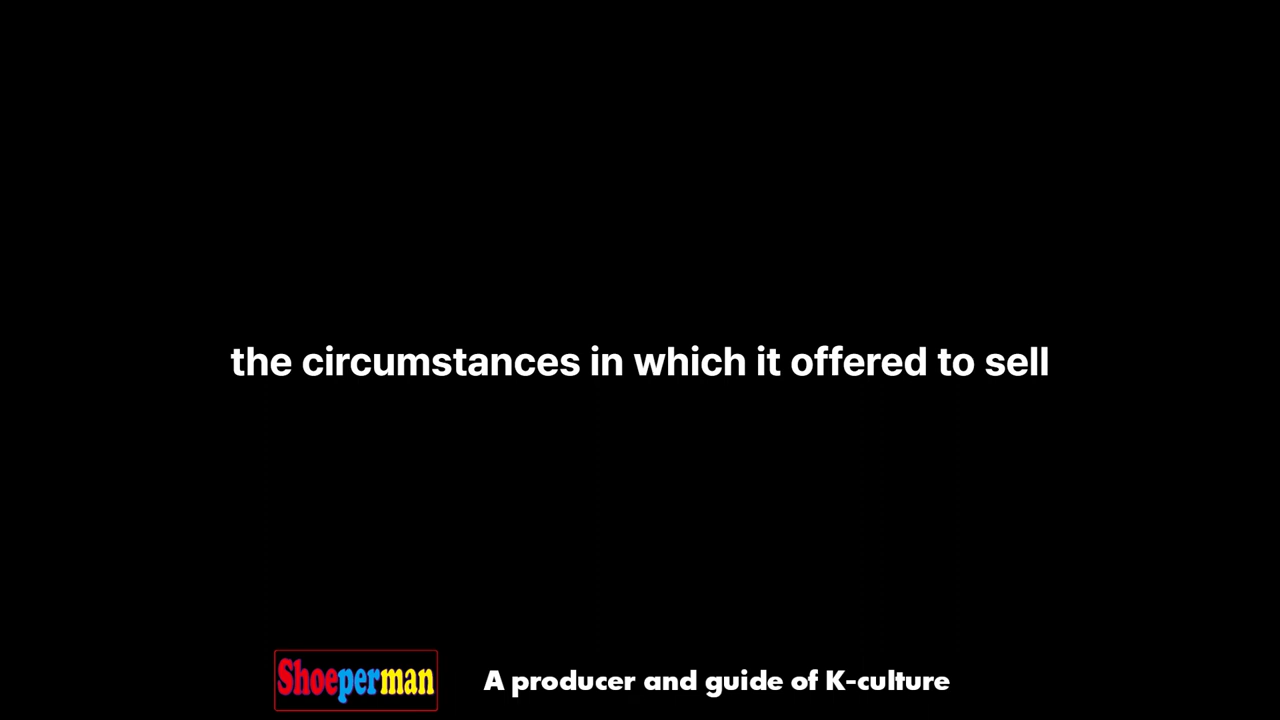 the circumstances in which it offered to sell
Shoeperman
A producer and guide of K-culture